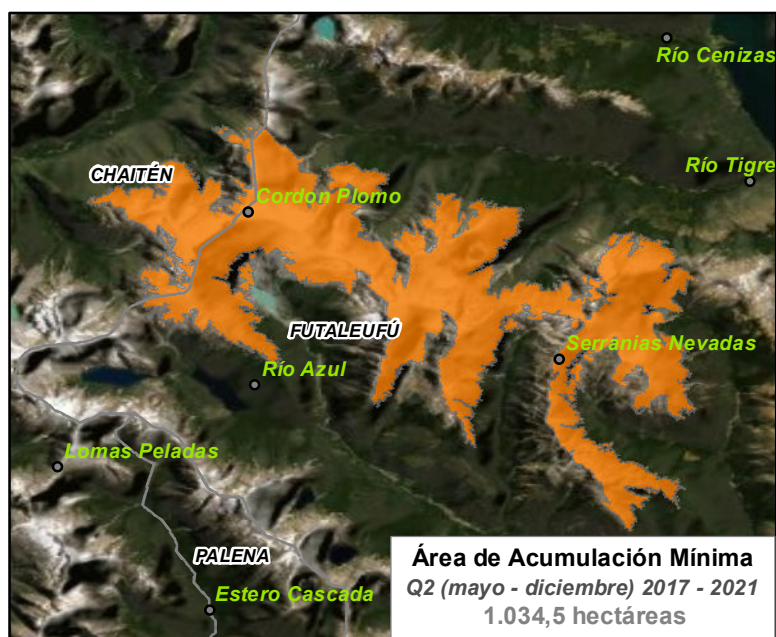 Río Cenizas
Río Tigre
CHAITÉN
Cordon Plomo
FUTALEUFÚ
Serranias Nevadas
Río Azul
Lomas Peladas
PALENA
Estero Cascada
Área de Acumulación Mínima
Q2 (mayo - diciembre) 2017 - 2021
1.034,5 hectáreas